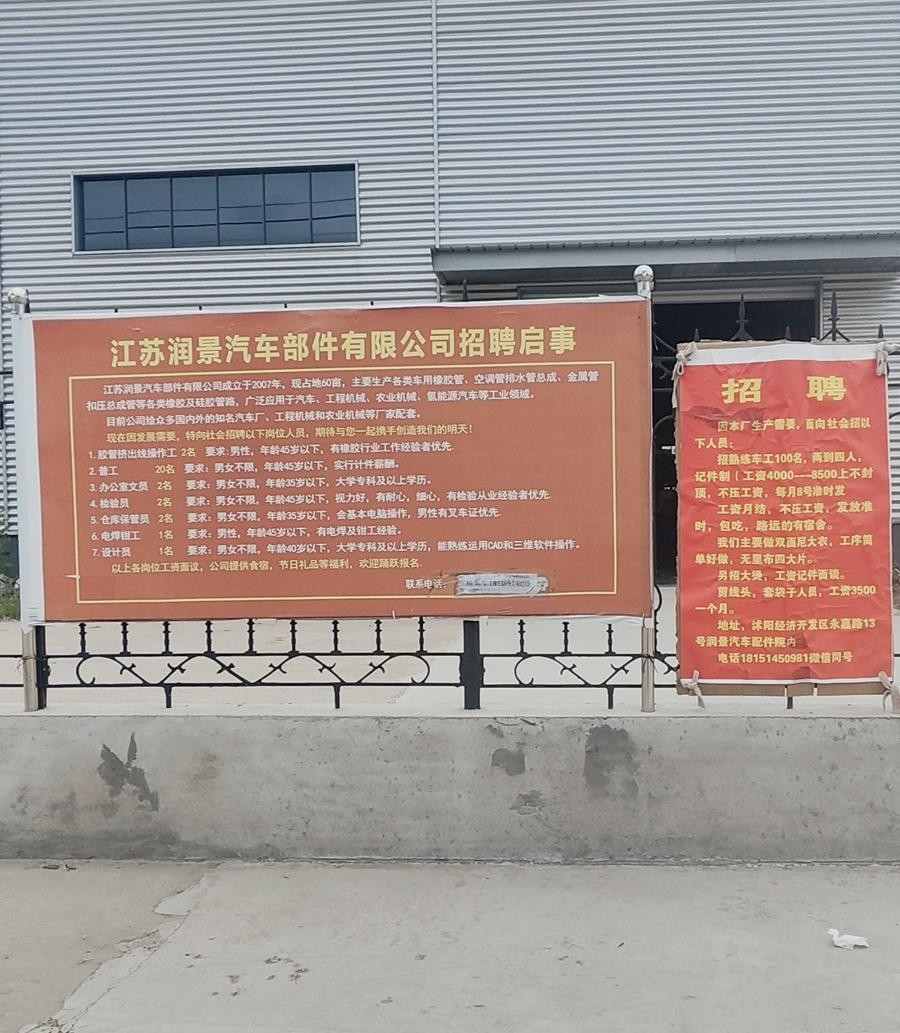 江苏润景汽车部件有限公司招聘启事
江苏润景汽车部件有限公司成立于2007年，现占地60亩，主要生产各类车用橡胶管、空调管排水管总成、金属管
扣压总成管等各类橡胶及硅胶管路，广泛应用于汽车、工程机械、农业机械、氢能源汽车等工业领域。
目前公司给众多国内外的知名汽车厂、工程机械和农业机械等厂家配套。
现在因发展需要，特向社会招聘以下岗位人员，期待与您一起携手创造我们的明天！
1. 胶管挤出线操作工 2名 要求：男性，年龄45岁以下，有橡胶行业工作经验者优先.
2. 普工 20名 要求：男女不限，年龄45岁以下，实行计件薪酬。
3. 办公室文员 2名 要求：男女不限，年龄35岁以下，大学专科及以上学历。
4. 检验员 2名 要求：男女不限，年龄45岁以下，视力好，有耐心，细心，有检验从业经验者优先.
5. 仓库保管员 2名 要求：男女不限，年龄35岁以下，会基本电脑操作，男性有叉车证优先.
6. 电焊钳工 1名 要求：男性，年龄45岁以下，有电焊及钳工经验。
7. 设计员 1名 要求：男女不限，年龄40岁以下，大学专科及以上学历，能熟练运用CAD和三维软件操作。
以上各岗位工资面议，公司提供食宿，节日礼品等福利，欢迎踊跃报名.
联系电话：
招 聘
因本厂生产需要，面向社会招以
下人员：
招熟练车工100名，两到四人，
记件制（工资4000---8500上不封
顶，不压工资，每月8号准时发
工资月结，不压工资，发放准
时，包吃，路远的有宿舍。
我们主要做双面尼大衣，工序简
单好做，无里布四大片。
另招大烫，工资记件面谈。
剪线头，套袋子人员，工资3500
一个月。
地址，沭阳经济开发区永嘉路13
号润景汽车配件院内
电话18151450981微信同号